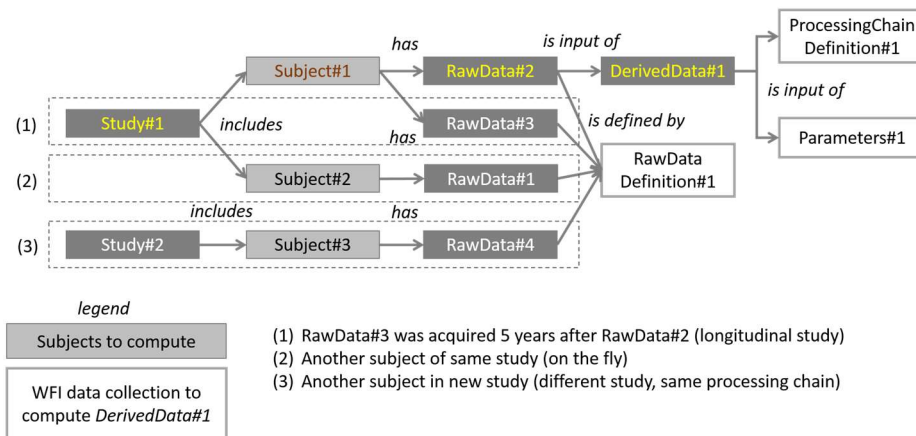 has
is input of
ProcessingChain
Definition#1
Subject#1
RawData#2
DerivedData#1
is input of
(1)
Study#1
includes
has
RawData#3
is defined by
Parameters#1
(2)
Subject#2
RawData#1
RawData
Definition#1
includes
has
(3)
Study#2
Subject#3
RawData#4
legend
Subjects to compute
WFI data collection to
compute DerivedData#1
(1) RawData#3 was acquired 5 years after RawData#2 (longitudinal study)
(2) Another subject of same study (on the fly)
(3) Another subject in new study (different study, same processing chain)